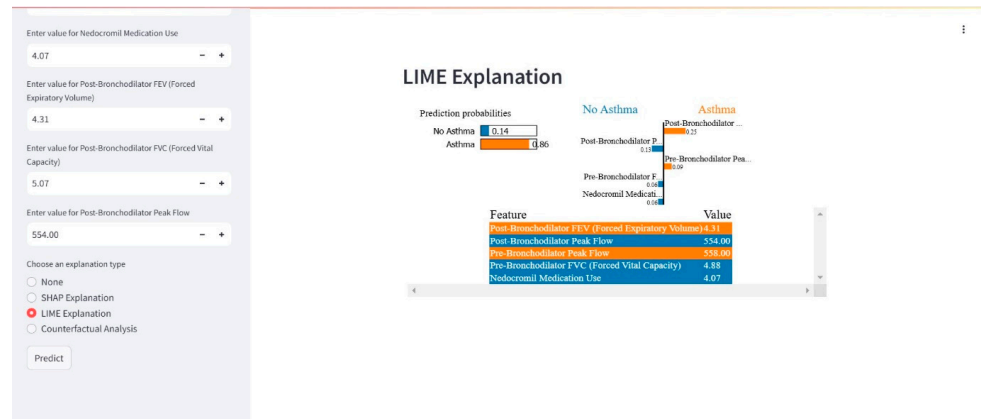 Enter value for Nedocromil Medication Use
4.07
− +
Enter value for Post-Bronchodilator FEV (Forced
Expiratory Volume)
4.31
− +
Enter value for Post-Bronchodilator FVC (Forced Vital
Capacity)
5.07
− +
Enter value for Post-Bronchodilator Peak Flow
554.00
− +
Choose an explanation type
None
SHAP Explanation
LIME Explanation
Counterfactual Analysis
Predict
LIME Explanation
Prediction probabilities
No Asthma 0.14
Asthma 0.86
No Asthma Asthma
Post-Bronchodilator ...
0.25
Post-Bronchodilator P...
0.13
Pre-Bronchodilator Pea...
0.09
Pre-Bronchodilator F...
0.06
Nedocromil Medicati...
0.06
Feature Value
Post-Bronchodilator FEV (Forced Expiratory Volume) 4.31
Post-Bronchodilator Peak Flow 554.00
Pre-Bronchodilator Peak Flow 558.00
Pre-Bronchodilator FVC (Forced Vital Capacity) 4.88
Nedocromil Medication Use 4.07